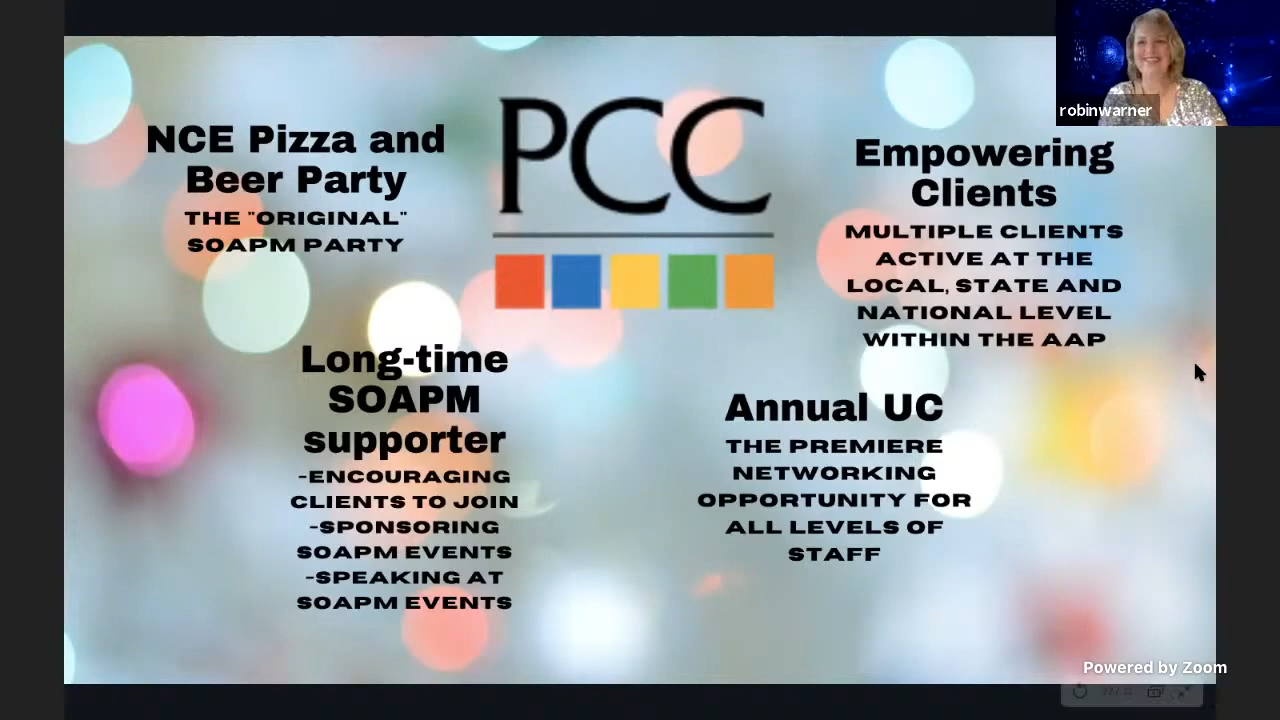 robinwarner
PCC
NCE Pizza and
Beer Party
THE "ORIGINAL"
SOAPM PARTY
Empowering
Clients
MULTIPLE CLIENTS
ACTIVE AT THE
LOCAL, STATE AND
NATIONAL LEVEL
WITHIN THE AAP
Long-time
SOAPM
supporter
-ENCOURAGING
CLIENTS TO JOIN
-SPONSORING
SOAPM EVENTS
-SPEAKING AT
SOAPM EVENTS
Annual UC
THE PREMIERE
NETWORKING
OPPORTUNITY FOR
ALL LEVELS OF
STAFF
Powered by Zoom